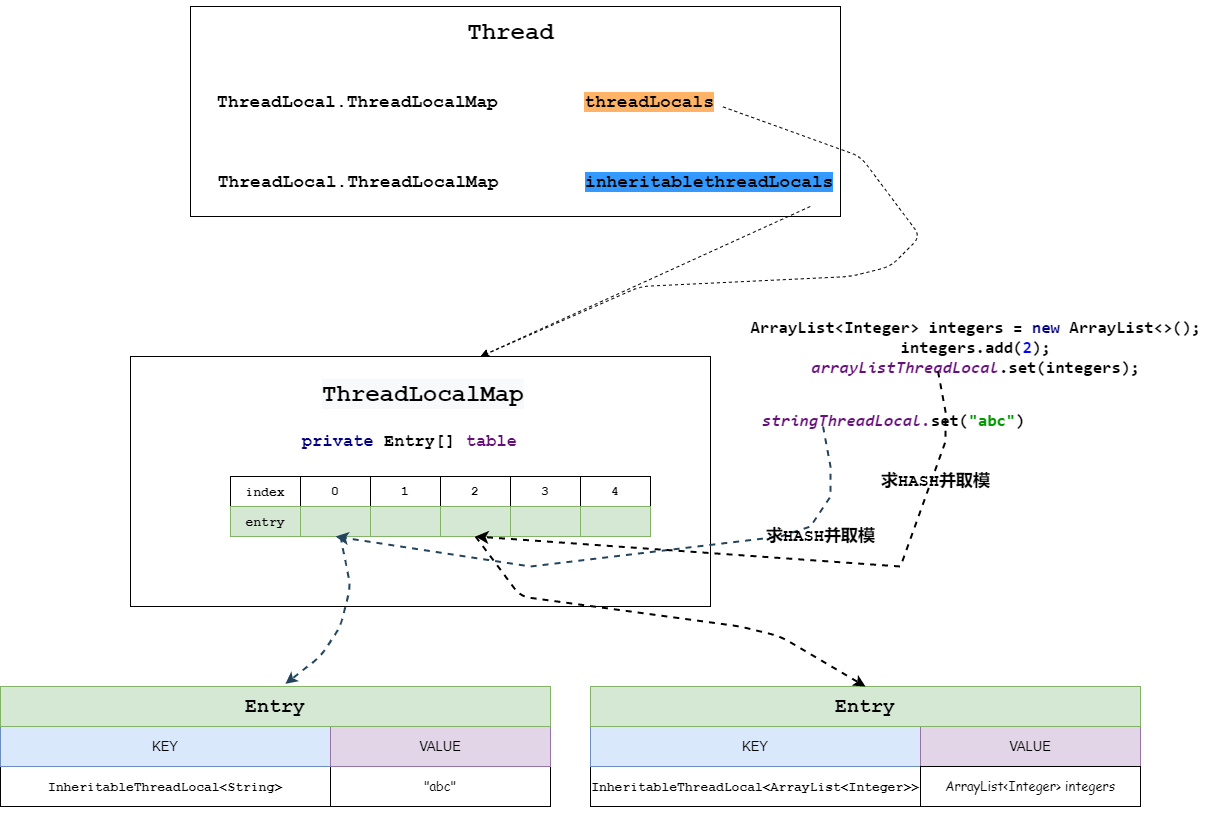 Thread
ThreadLocal.ThreadLocalMap threadLocals
ThreadLocal.ThreadLocalMap inheritablethreadLocals
ArrayList<Integer> integers = new ArrayList<>();
integers.add(2);
arrayListThreadLocal.set(integers);
stringThreadLocal.set("abc")
求HASH并取模
求HASH并取模
ThreadLocalMap
private Entry[] table
index 0 1 2 3 4
entry
Entry
KEY VALUE
InheritableThreadLocal<String> "abc"
Entry
KEY VALUE
InheritableThreadLocal<ArrayList<Integer>> ArrayList<Integer> integers